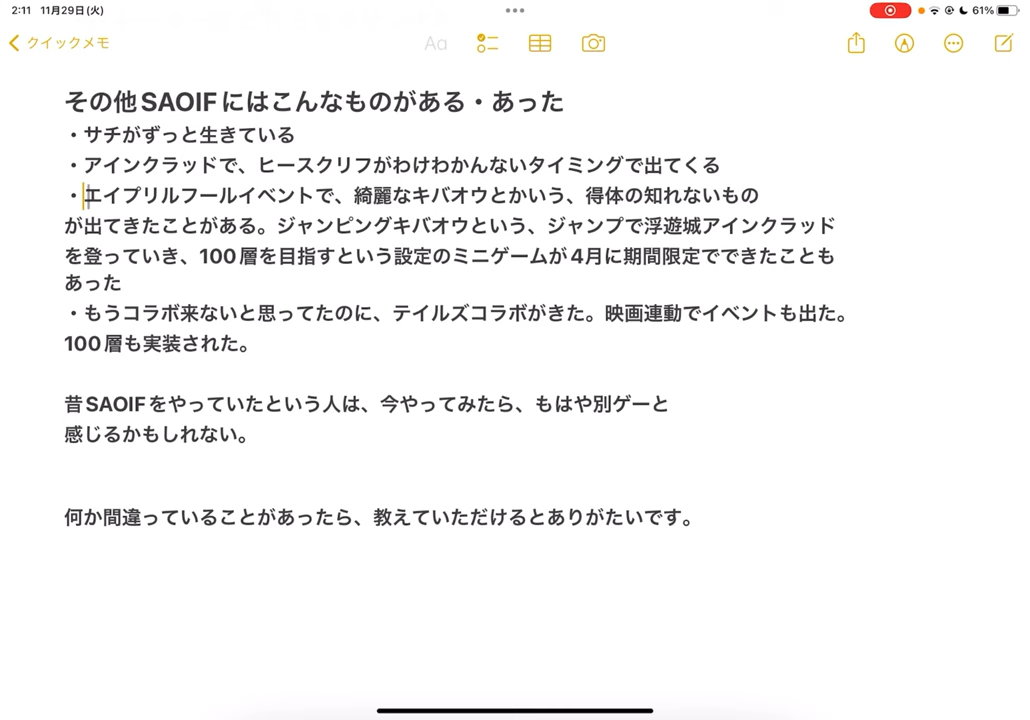 2:11 11月29日(火)
61%
クイックメモ
Aa
その他SAOIFにはこんなものがある・あった
・サチがずっと生きている
・アインクラッドで、ヒースクリフがわけわかんないタイミングで出てくる
・エイプリルフールイベントで、綺麗なキバオウとかいう、得体の知れないもの
が出てきたことがある。ジャンピングキバオウという、ジャンプで浮遊城アインクラッド
を登っていき、100層を目指すという設定のミニゲームが4月に期間限定でできたことも
あった
・もうコラボ来ないと思ってたのに、テイルズコラボがきた。映画連動でイベントも出た。
100層も実装された。
昔SAOIFをやっていたという人は、今やってみたら、もはや別ゲーと
感じるかもしれない。
何か間違っていることがあったら、教えていただけるとありがたいです。